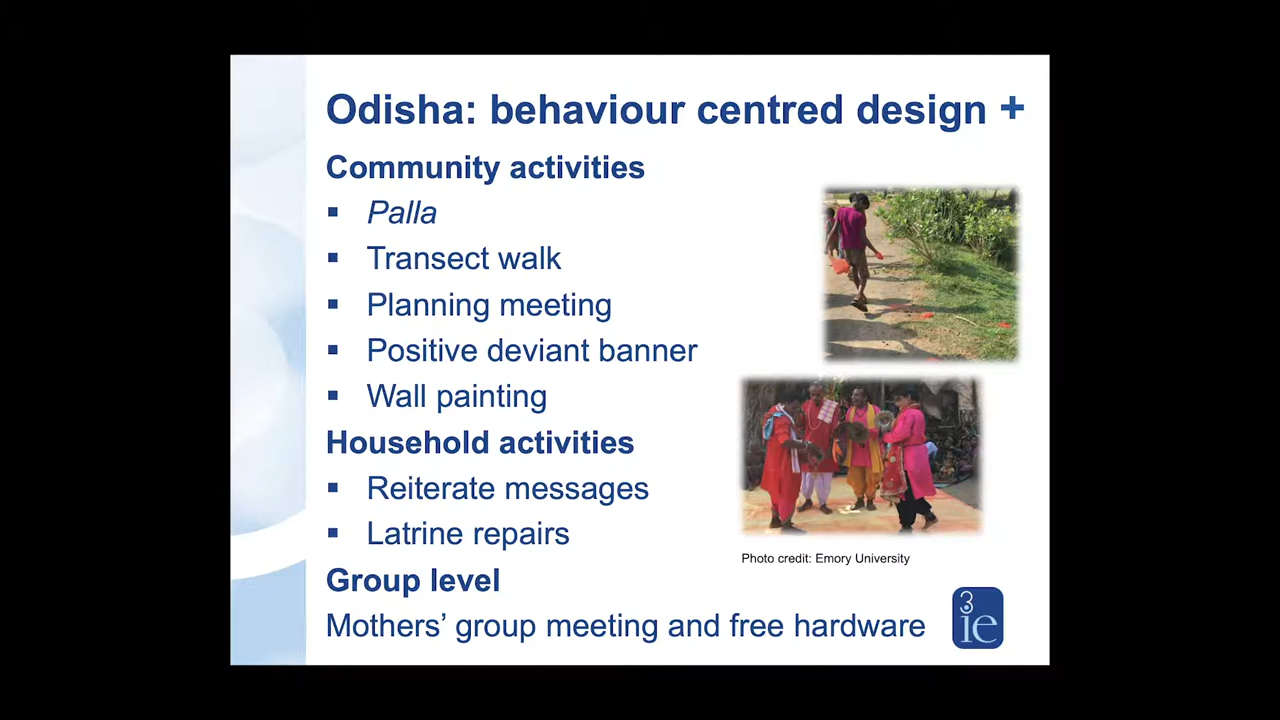 Odisha: behaviour centred design +
Community activities
▪ Palla
▪ Transect walk
▪ Planning meeting
▪ Positive deviant banner
▪ Wall painting
Household activities
▪ Reiterate messages
▪ Latrine repairs
Group level
Mothers’ group meeting and free hardware
Photo credit: Emory University
3ie